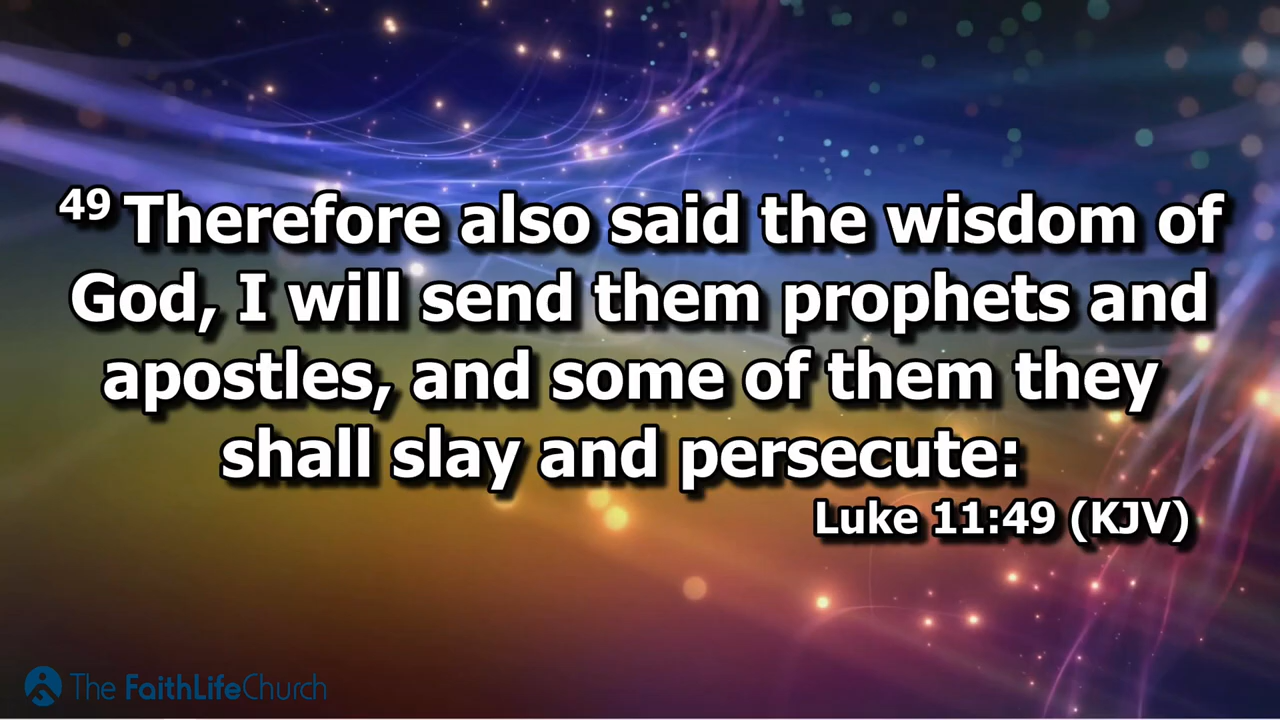 49 Therefore also said the wisdom of
God, I will send them prophets and
apostles, and some of them they
shall slay and persecute:
Luke 11:49 (KJV)
The FaithLifeChurch